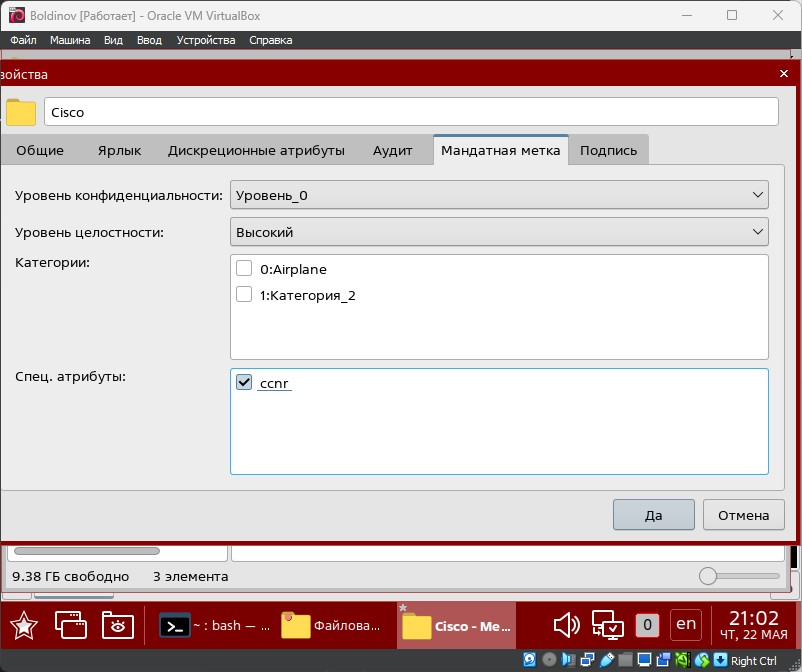 Boldinov [Работает] - Oracle VM VirtualBox
Файл Машина Вид Ввод Устройства Справка
войства
Cisco
Общие Ярлык Дискреционные атрибуты Аудит Мандатная метка Подпись
Уровень конфиденциальности: Уровень_0
Уровень целостности: Высокий
Категории:
0:Airplane
1:Категория_2
Спец. атрибуты:
ccnr
Да Отмена
9.38 ГБ свободно 3 элемента
~ : bash — ... Файлова... Cisco - Ме... 0 en 21:02
ЧТ, 22 МАЯ
Right Ctrl